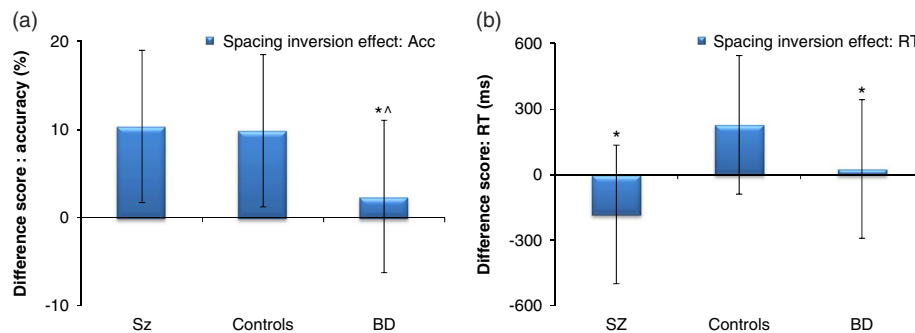 (a)
Spacing inversion effect: Acc
Difference score : accuracy (%)
20
10
0
-10
*^
Sz
Controls
BD
(b)
Spacing inversion effect: RT
Difference score: RT (ms)
600
300
0
-300
-600
*
*
SZ
Controls
BD